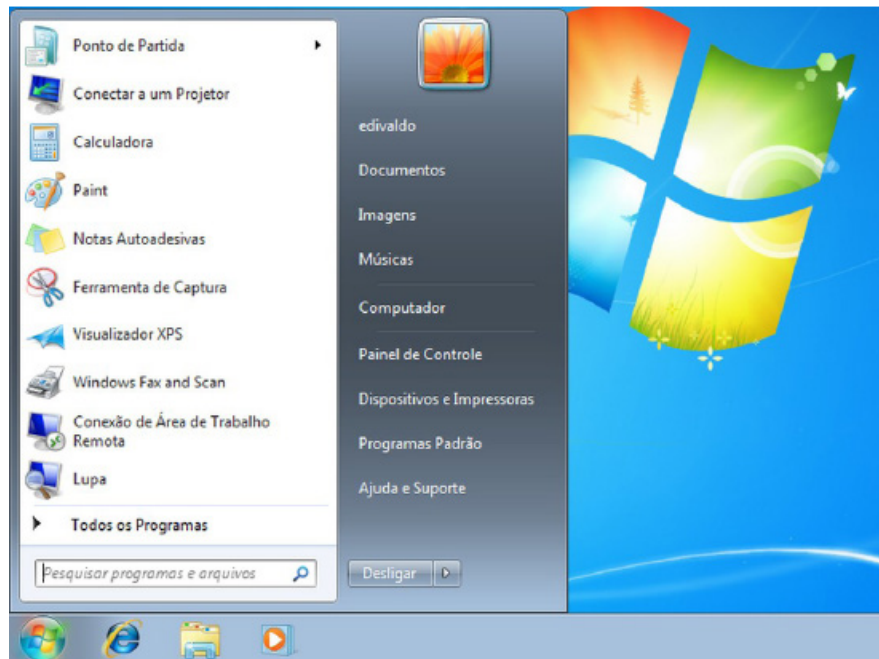 Ponto de Partida
Conectar a um Projetor
Calculadora
Paint
Notas Autoadesivas
Ferramenta de Captura
Visualizador XPS
Windows Fax and Scan
Conexão de Área de Trabalho
Remota
Lupa
Todos os Programas
Pesquisar programas e arquivos
edivaldo
Documentos
Imagens
Músicas
Computador
Painel de Controle
Dispositivos e Impressoras
Programas Padrão
Ajuda e Suporte
Desligar